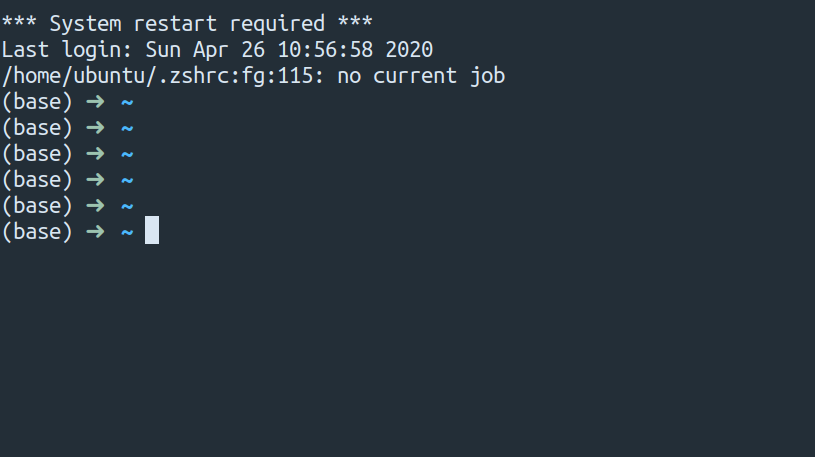 *** System restart required ***
Last login: Sun Apr 26 10:56:58 2020
/home/ubuntu/.zshrc:fg:115: no current job
(base) ➜ ~
(base) ➜ ~
(base) ➜ ~
(base) ➜ ~
(base) ➜ ~
(base) ➜ ~